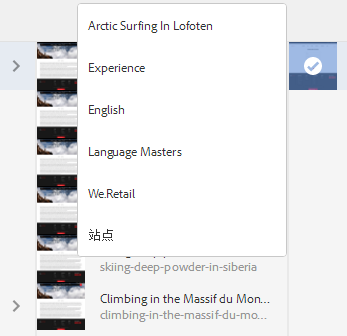 Arctic Surfing In Lofoten
Experience
English
Language Masters
We.Retail
站点
skiing-deep-powder-in-siberia
Climbing in the Massif du Mon...
climbing-in-the-massif-du-mo...